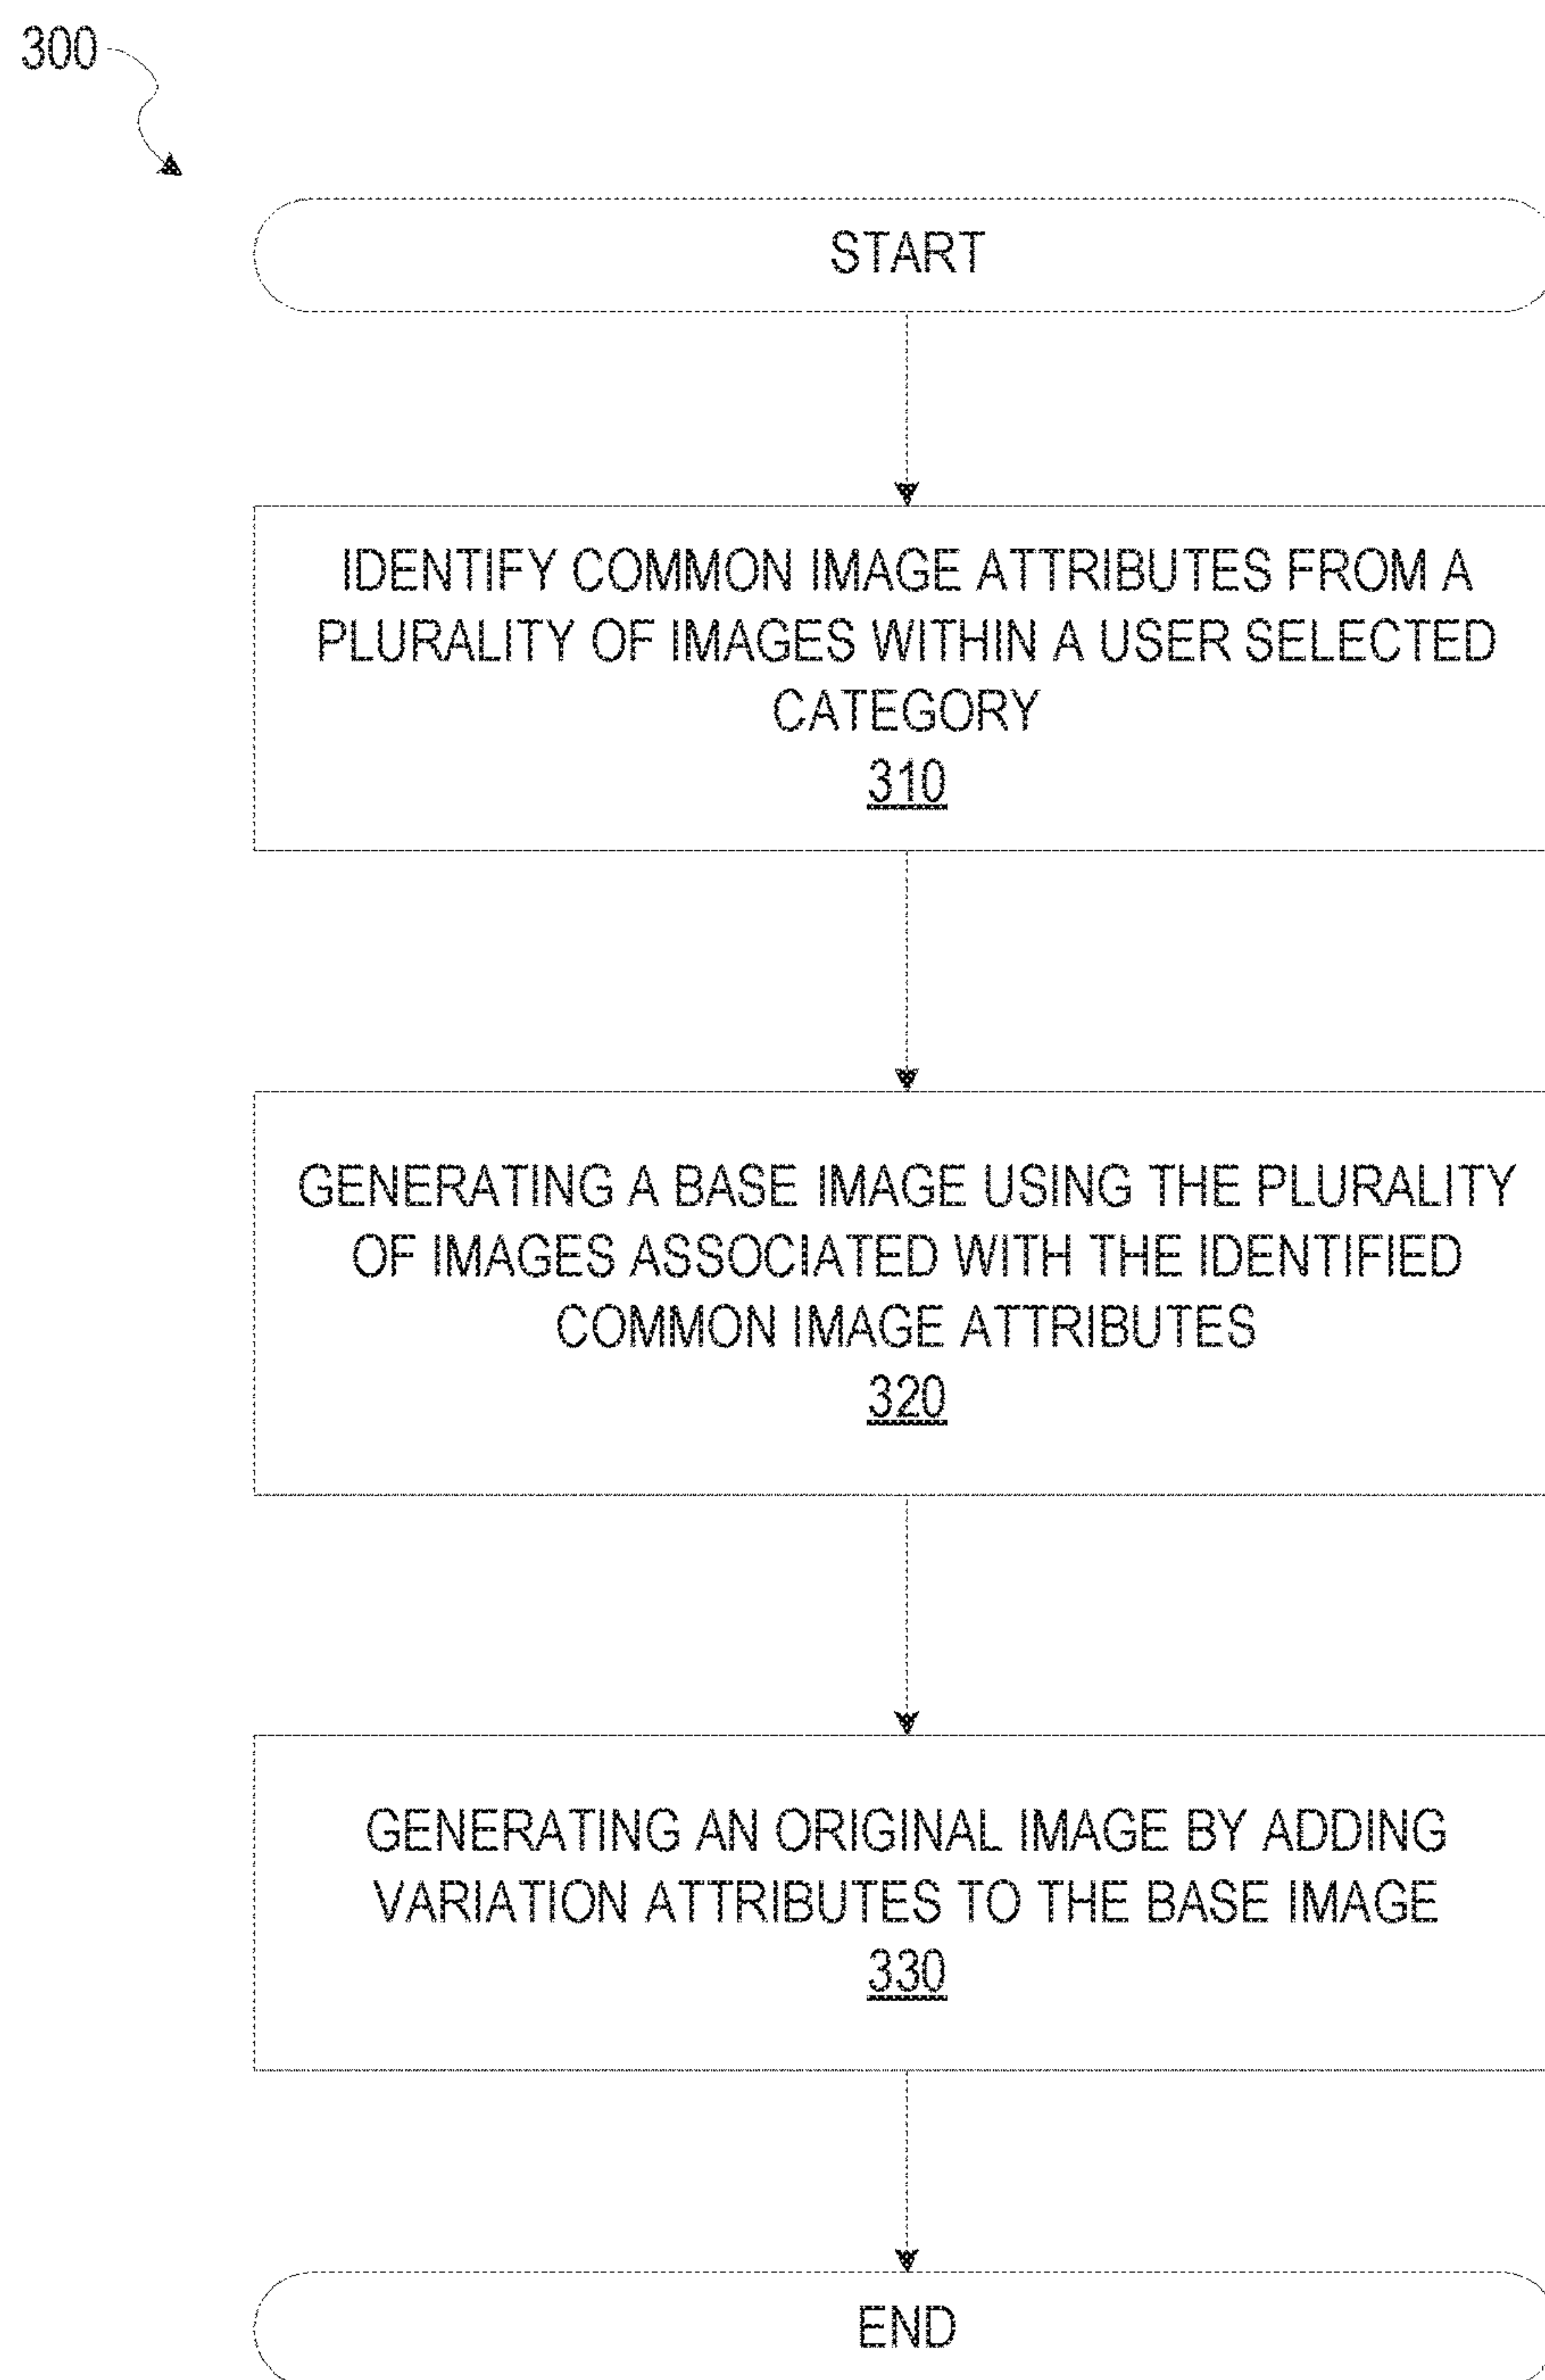 300
START
IDENTIFY COMMON IMAGE ATTRIBUTES FROM A
PLURALITY OF IMAGES WITHIN A USER SELECTED
CATEGORY
310
GENERATING A BASE IMAGE USING THE PLURALITY
OF IMAGES ASSOCIATED WITH THE IDENTIFIED
COMMON IMAGE ATTRIBUTES
320
GENERATING AN ORIGINAL IMAGE BY ADDING
VARIATION ATTRIBUTES TO THE BASE IMAGE
330
END